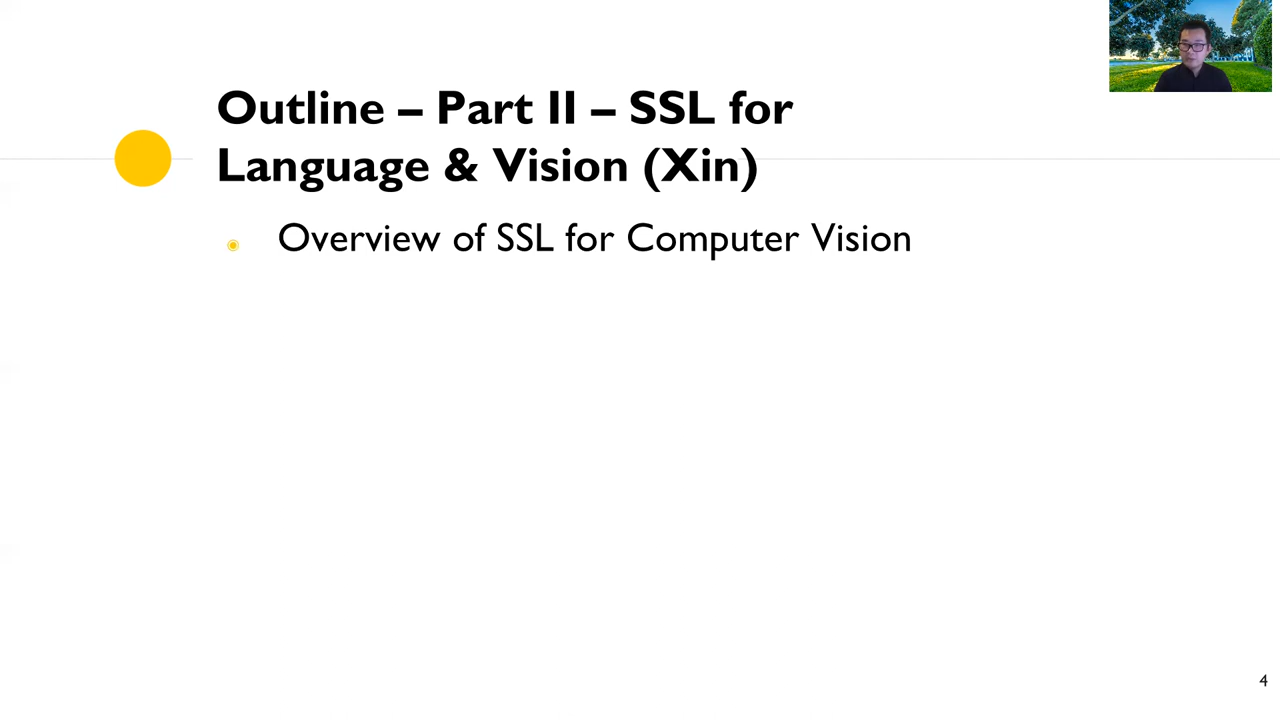 Outline – Part II – SSL for
Language & Vision (Xin)
Overview of SSL for Computer Vision
4